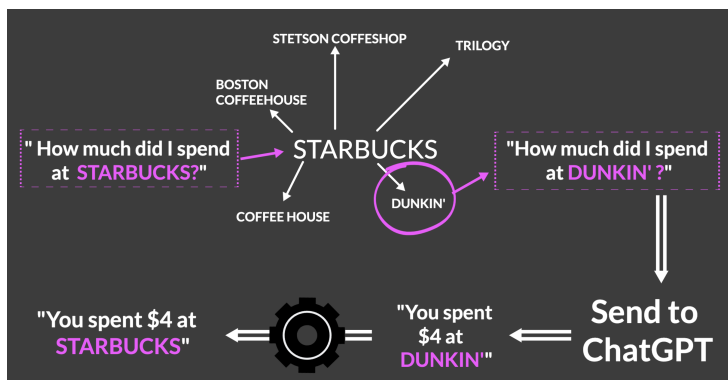 STETSON COFFESHOP
TRILOGY
BOSTON
COFFEEHOUSE
" How much did I spend
at STARBUCKS?"
STARBUCKS
"How much did I spend
at DUNKIN' ?"
COFFEE HOUSE
DUNKIN'
"You spent $4 at
STARBUCKS"
"You spent
$4 at
DUNKIN'"
Send to
ChatGPT